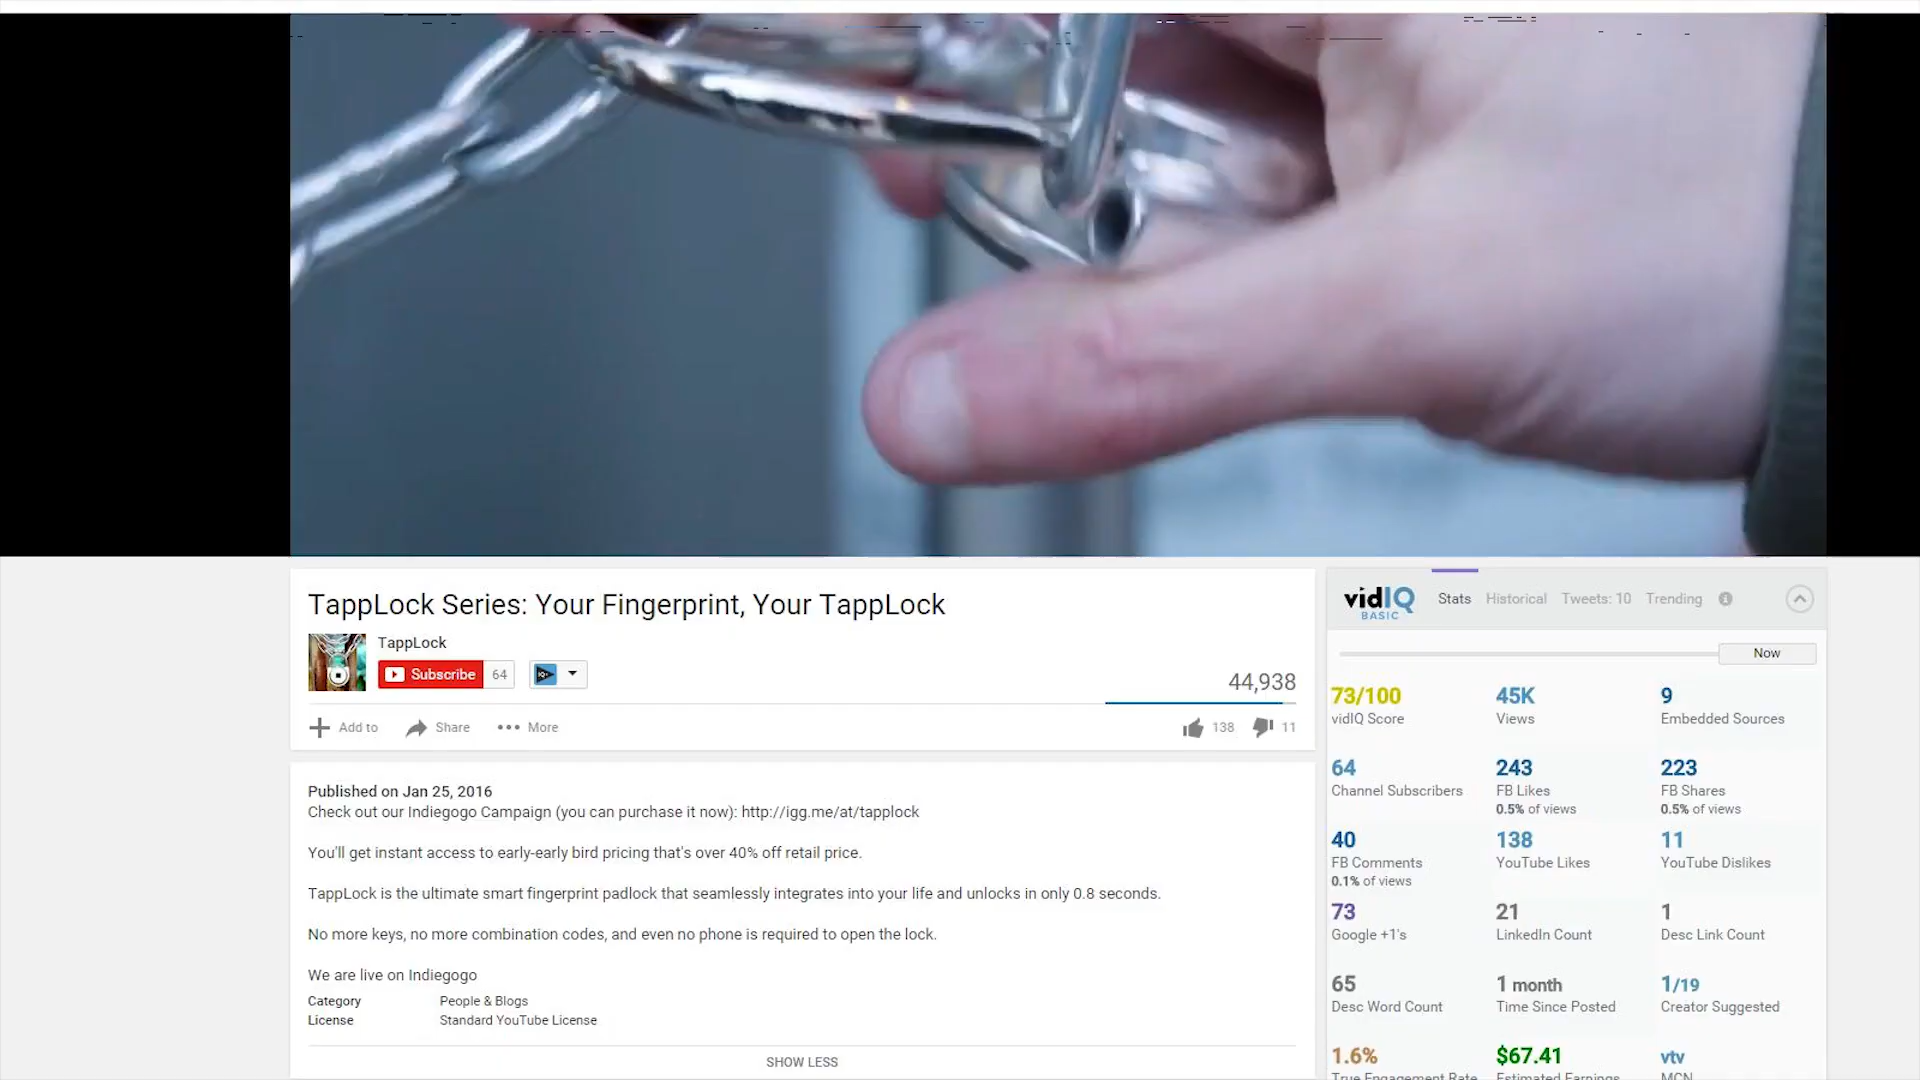 TappLock Series: Your Fingerprint, Your TappLock
TappLock
Subscribe 64
44,938
Add to Share More 138 11
Published on Jan 25, 2016
Check out our Indiegogo Campaign (you can purchase it now): http://igg.me/at/tapplock
You'll get instant access to early-early bird pricing that's over 40% off retail price.
TappLock is the ultimate smart fingerprint padlock that seamlessly integrates into your life and unlocks in only 0.8 seconds.
No more keys, no more combination codes, and even no phone is required to open the lock.
We are live on Indiegogo
Category People & Blogs
License Standard YouTube License
SHOW LESS
vidIQ Stats Historical Tweets: 10 Trending
BASIC
Now
73/100 45K 9
vidIQ Score Views Embedded Sources
64 243 223
Channel Subscribers FB Likes FB Shares
0.5% of views 0.5% of views
40 138 11
FB Comments YouTube Likes YouTube Dislikes
0.1% of views
73 21 1
Google +1's LinkedIn Count Desc Link Count
65 1 month 1/19
Desc Word Count Time Since Posted Creator Suggested
1.6% $67.41 vtv
True Engagement Rate Estimated Earnings MCN